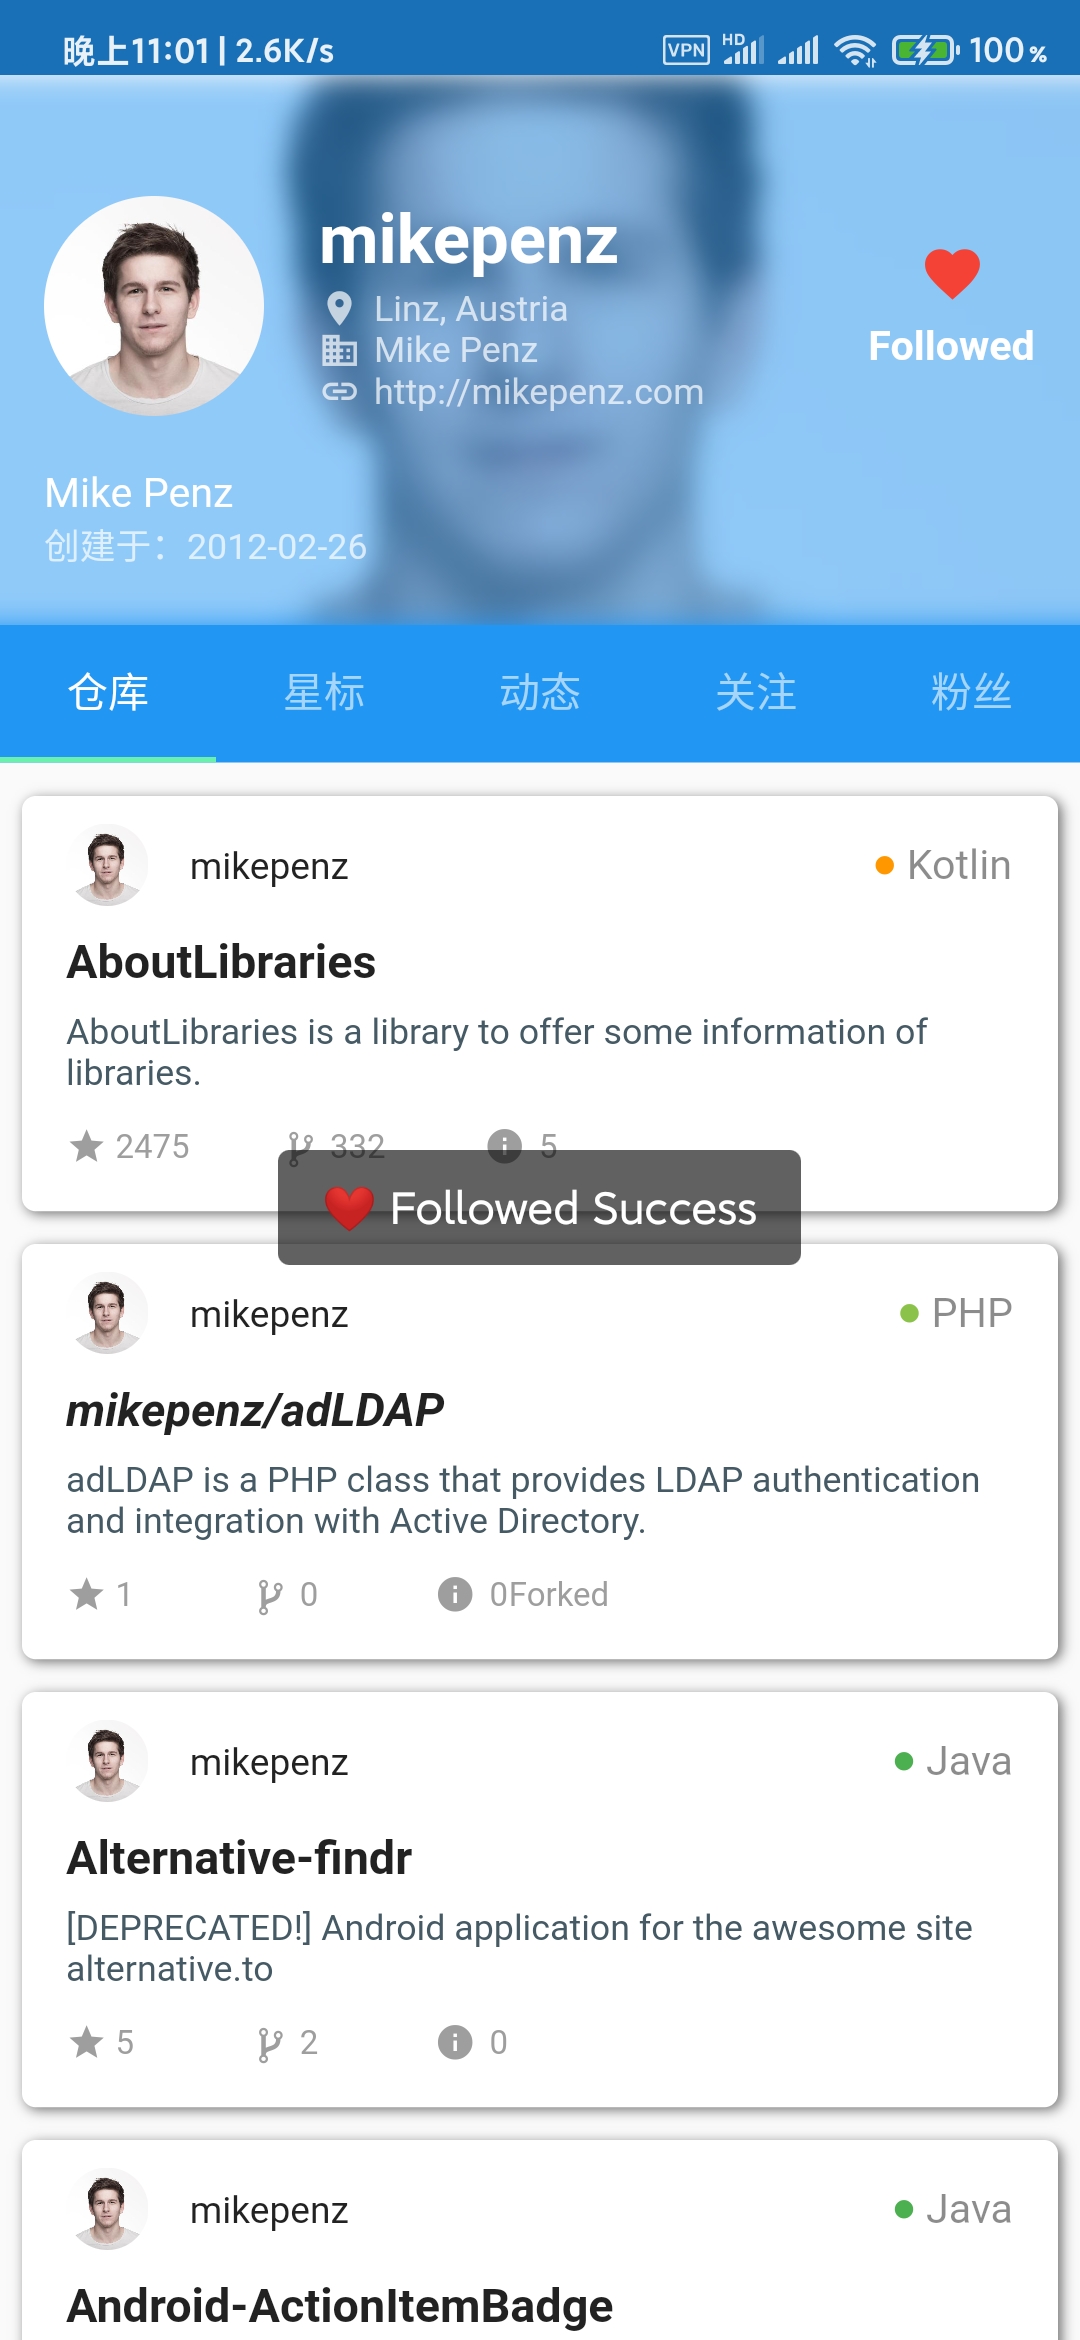 晚上11:01 | 2.6K/s VPN HD 100 %
mikepenz
Linz, Austria
Mike Penz
http://mikepenz.com
Followed
Mike Penz
创建于：2012-02-26
仓库 星标 动态 关注 粉丝
mikepenz Kotlin
AboutLibraries
AboutLibraries is a library to offer some information of
libraries.
2475 332 5
❤️ Followed Success
mikepenz PHP
mikepenz/adLDAP
adLDAP is a PHP class that provides LDAP authentication
and integration with Active Directory.
1 0 0Forked
mikepenz Java
Alternative-findr
[DEPRECATED!] Android application for the awesome site
alternative.to
5 2 0
mikepenz Java
Android-ActionItemBadge